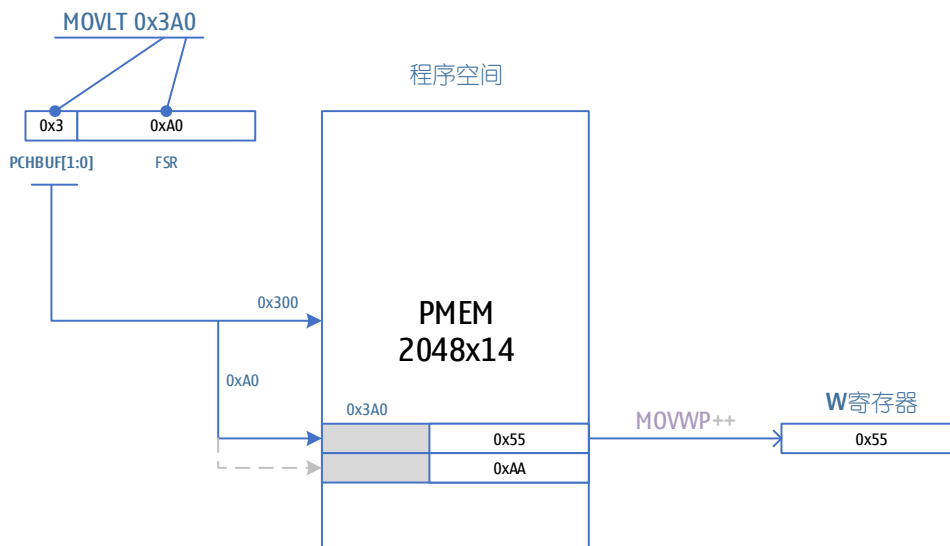 MOVLT 0x3A0
程序空间
0x3
0xA0
PCHBUF[1:0]
FSR
0x300
PMEM
2048x14
0xA0
0x3A0
W寄存器
MOVWP++
0x55
0x55
0xAA